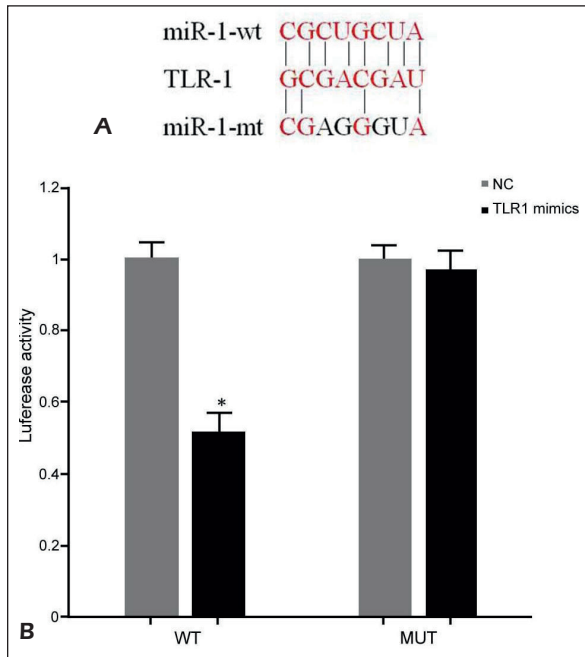 miR-1-wt CGCUGCUA
TLR-1 GCGACGAU
A miR-1-mt CGAGGGUA
NC
TLR1 mimics
1.2
1
0.8
0.6
0.4
0.2
0
Luferease activity
*
WT MUT
B